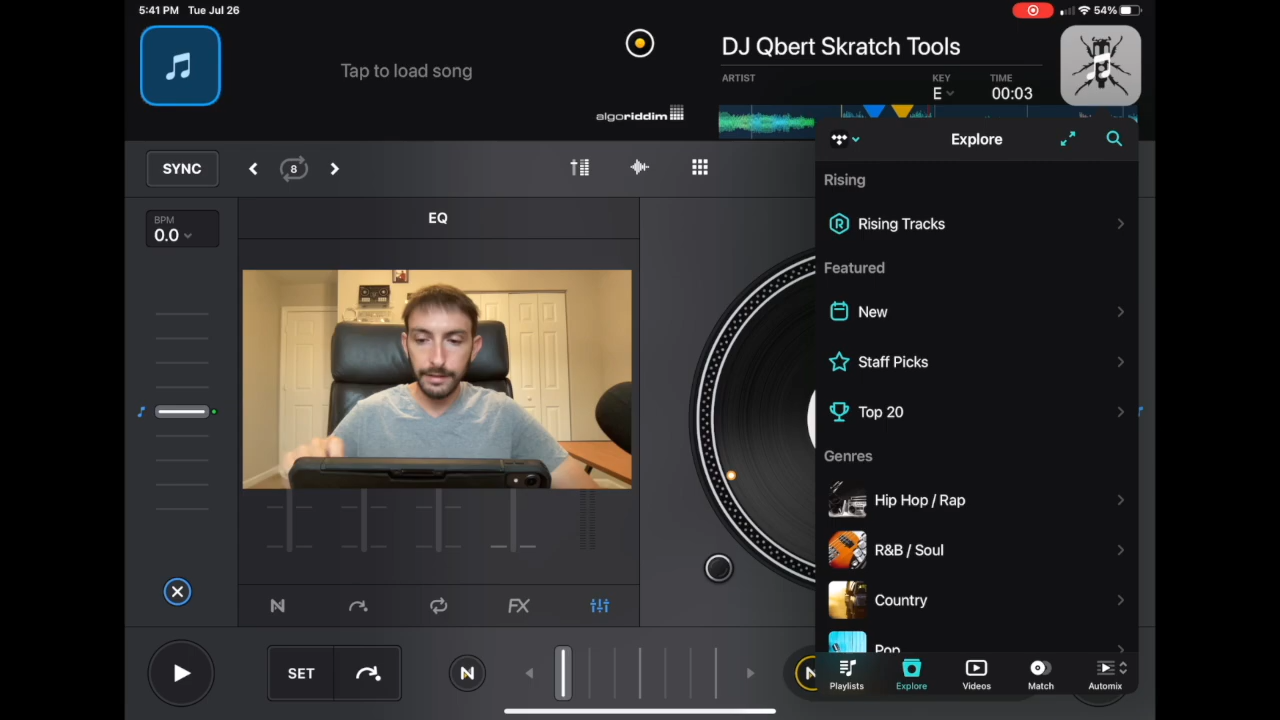 5:41 PM Tue Jul 26
54%
Tap to load song
algoriddim
DJ Qbert Skratch Tools
ARTIST
KEY
TIME
E
00:03
SYNC
8
Explore
Rising
Rising Tracks
BPM
0.0
EQ
Featured
New
Staff Picks
Top 20
Genres
Hip Hop / Rap
R&B / Soul
Country
Pop
FX
SET
N
Playlists
Explore
Videos
Match
Automix